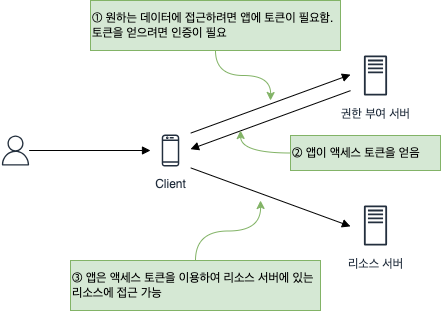 ① 원하는 데이터에 접근하려면 앱에 토큰이 필요함.
토큰을 얻으려면 인증이 필요
권한 부여 서버
② 앱이 액세스 토큰을 얻음
Client
리소스 서버
③ 앱은 액세스 토큰을 이용하여 리소스 서버에 있는
리소스에 접근 가능